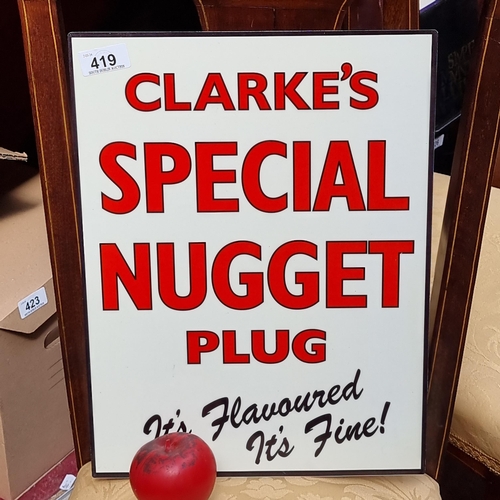 419
CLARKE'S
SPECIAL
NUGGET
PLUG
It's Flavoured
It's Fine!
423